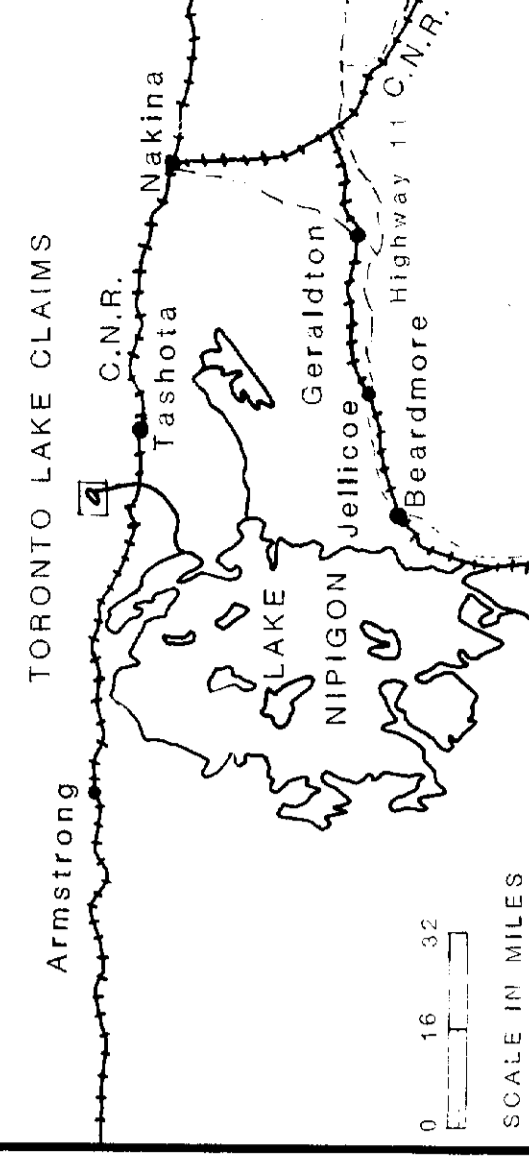 TORONTO LAKE CLAIMS
Armstrong
C.N.R.
Tashota
Nakina
LAKE
NIPIGON
Geraldton
Jellicoe
Beardmore
Highway 11
C.N.R.
0 16 32
SCALE IN MILES